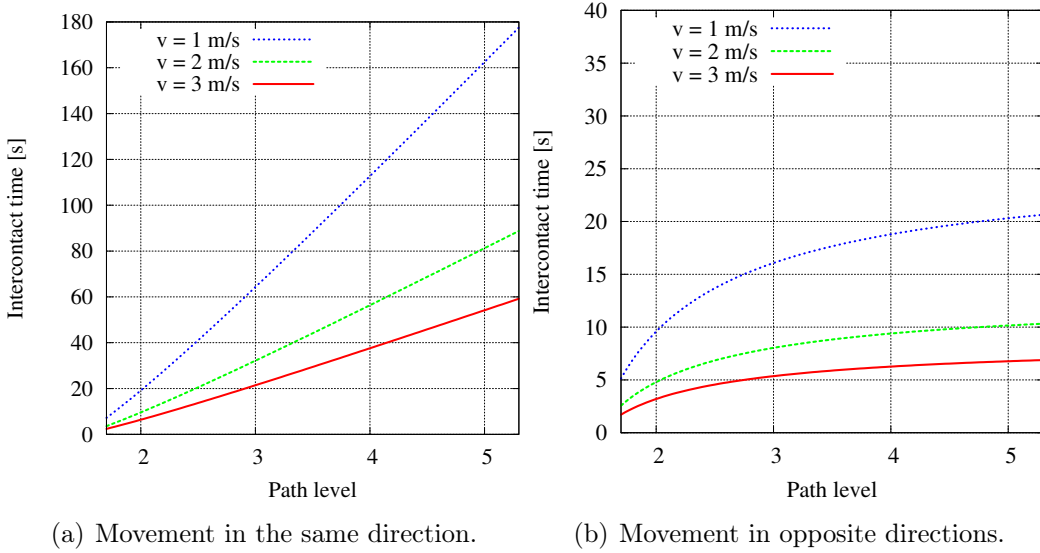 180
160
140
120
100
80
60
40
20
0
Intercontact time [s]
v = 1 m/s
v = 2 m/s
v = 3 m/s
2 3 4 5
Path level
(a) Movement in the same direction.
40
35
30
25
20
15
10
5
0
Intercontact time [s]
v = 1 m/s
v = 2 m/s
v = 3 m/s
2 3 4 5
Path level
(b) Movement in opposite directions.